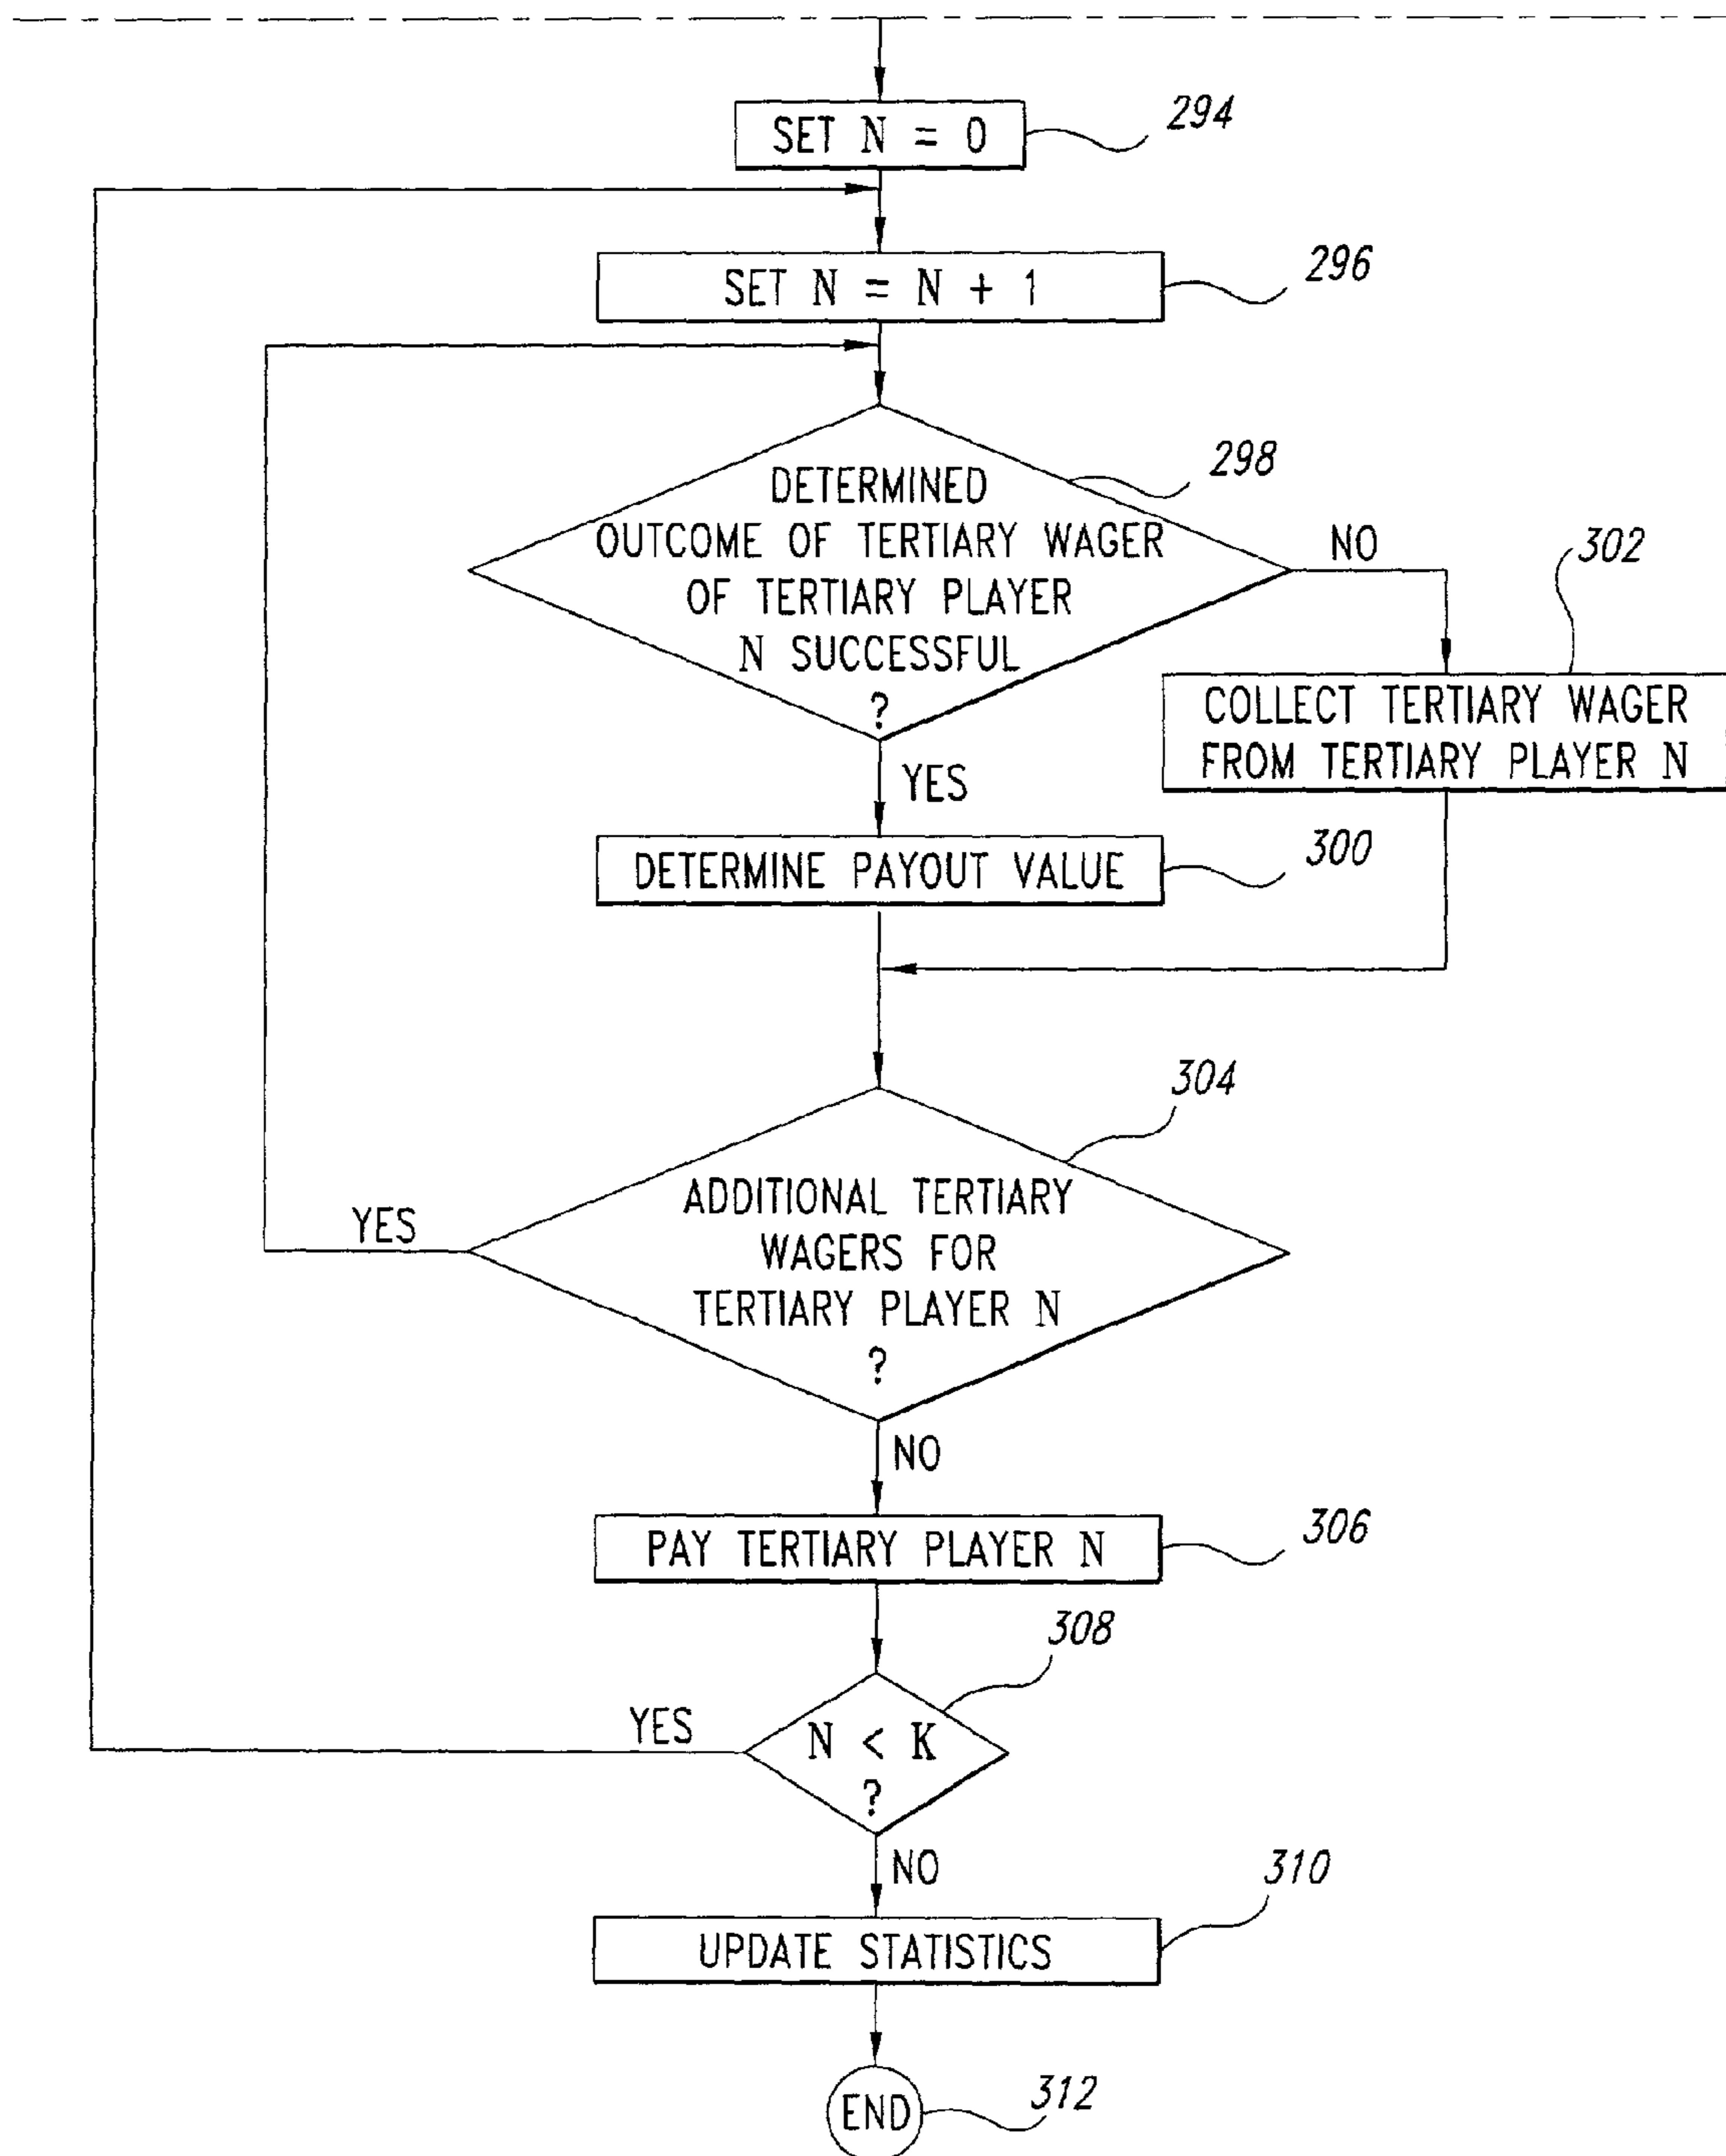 SET N = 0
294
SET N = N + 1
296
298
DETERMINED
OUTCOME OF TERTIARY WAGER
OF TERTIARY PLAYER
N SUCCESSFUL
?
NO
302
COLLECT TERTIARY WAGER
FROM TERTIARY PLAYER N
YES
DETERMINE PAYOUT VALUE
300
304
ADDITIONAL TERTIARY
WAGERS FOR
TERTIARY PLAYER N
?
YES
NO
PAY TERTIARY PLAYER N
306
308
N < K
?
YES
NO
310
UPDATE STATISTICS
END
312